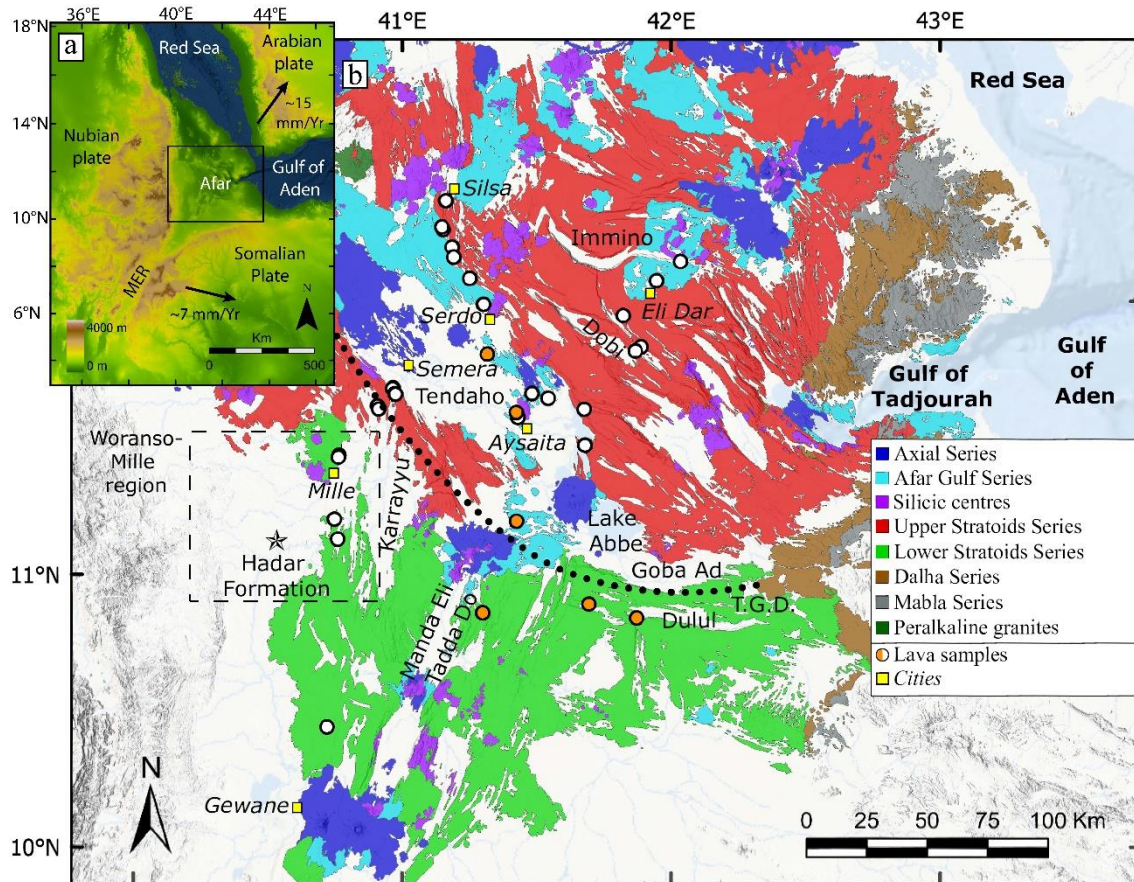 36°E
40°E
44°E
18°N
14°N
10°N
6°N
a
Red Sea
Arabian
plate
~15
mm/Yr
Nubian
plate
Afar
Gulf of
Aden
Somalian
Plate
MER
~7 mm/Yr
N
4000 m
0 m
Km
0
500
41°E
42°E
43°E
b
Red Sea
Silsa
Immino
Serdo
Eli Dar
Dobi
Semera
Tendaho
Gulf of
Tadjourah
Gulf
of
Aden
Aysaita
Woranso-
Mille
region
Mille
Karrayyu
Hadar
Formation
Lake
Abbe
Goba Ad
T.G.D.
Dulul
Manda Eli
Tadda D.
Gewane
11°N
10°N
N
Axial Series
Afar Gulf Series
Silicic centres
Upper Stratoids Series
Lower Stratoids Series
Dalha Series
Mabla Series
Peralkaline granites
Lava samples
Cities
0 25 50 75 100 Km